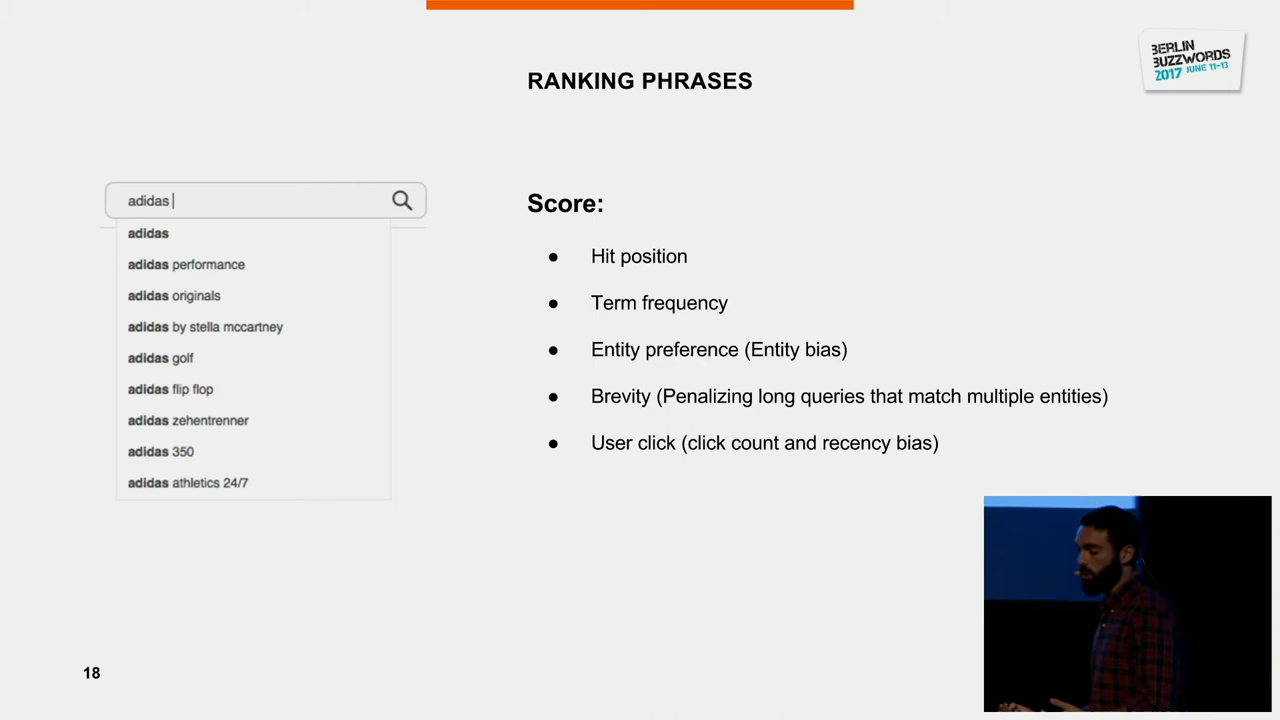 BERLIN
BUZZWORDS
2017 JUNE 11-13
RANKING PHRASES
adidas
adidas
adidas performance
adidas originals
adidas by stella mccartney
adidas golf
adidas flip flop
adidas zehentrenner
adidas 350
adidas athletics 24/7
Score:
● Hit position
● Term frequency
● Entity preference (Entity bias)
● Brevity (Penalizing long queries that match multiple entities)
● User click (click count and recency bias)
18